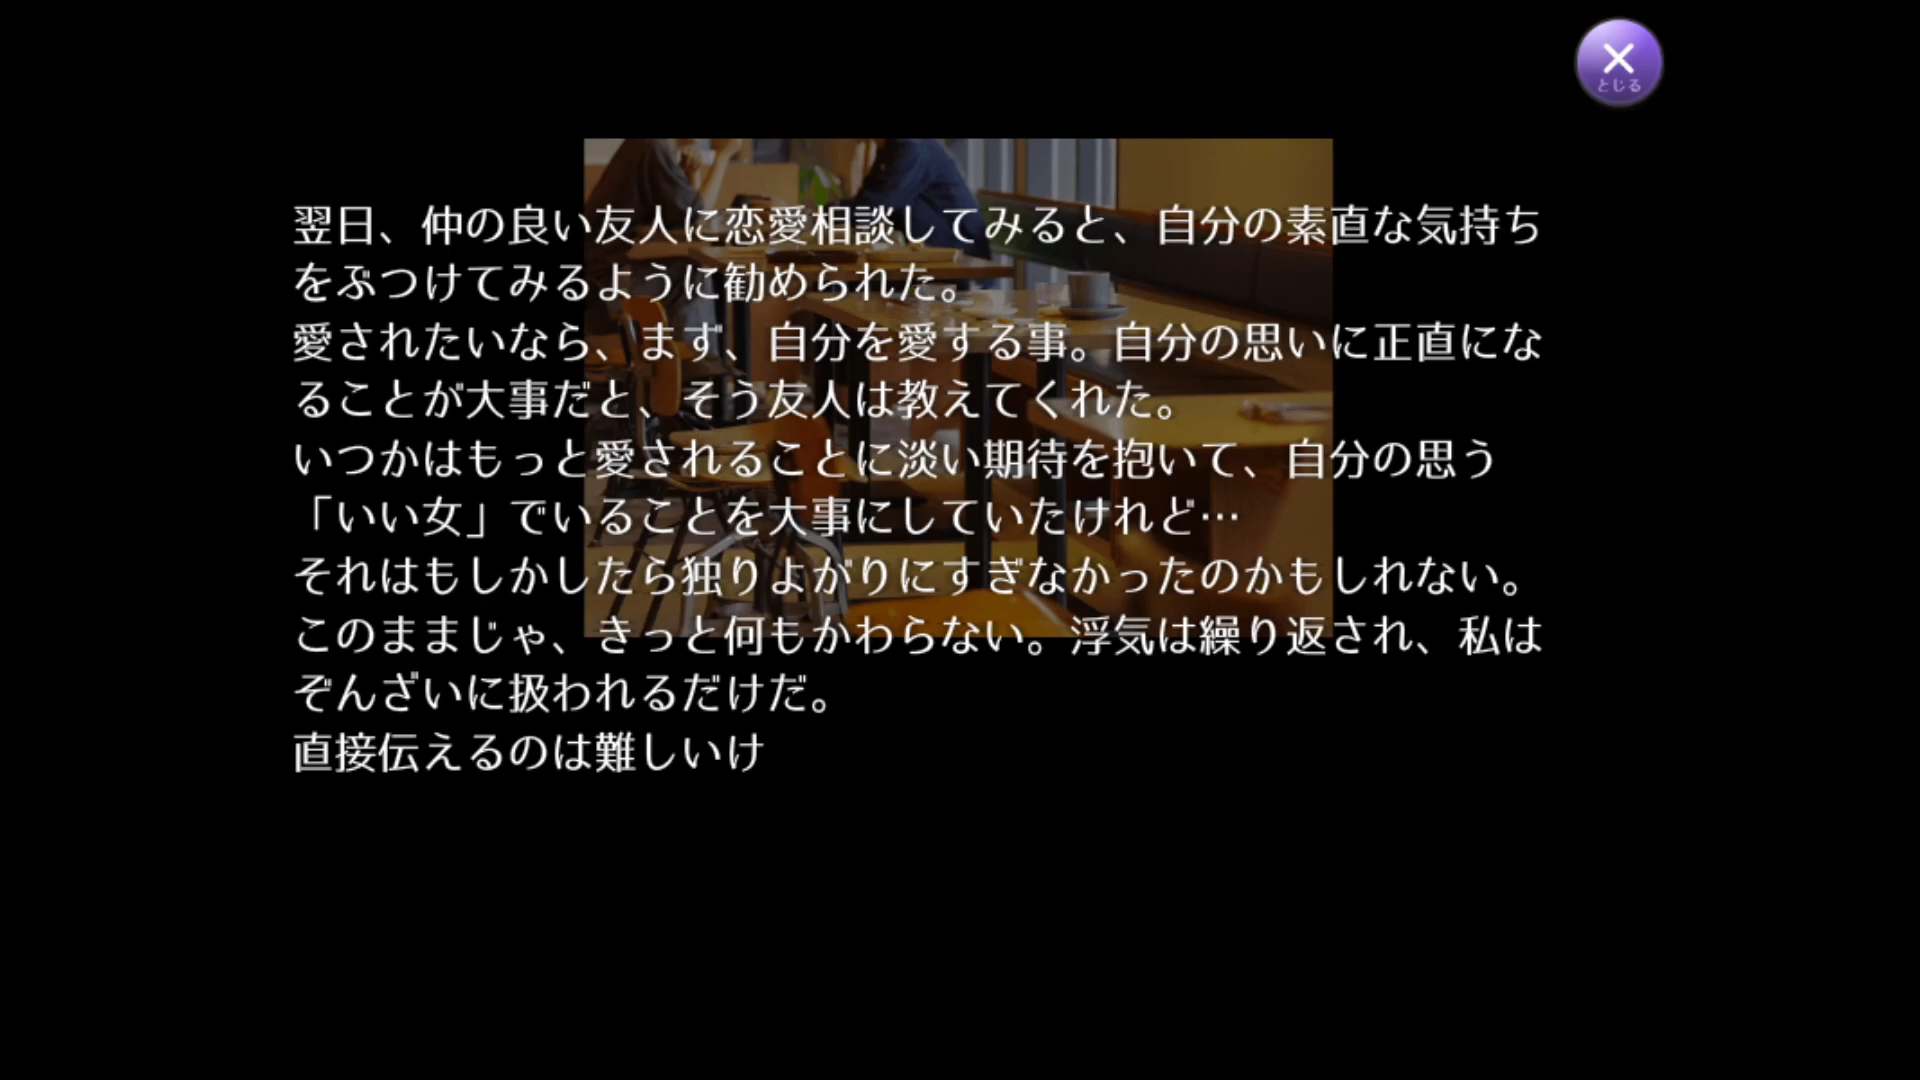 とじる
翌日、仲の良い友人に恋愛相談してみると、自分の素直な気持ち
をぶつけてみるように勧められた。
愛されたいなら、まず、自分を愛する事。自分の思いに正直にな
ることが大事だと、そう友人は教えてくれた。
いつかはもっと愛されることに淡い期待を抱いて、自分の思う
「いい女」でいることを大事にしていたけれど…
それはもしかしたら独りよがりにすぎなかったのかもしれない。
このままじゃ、きっと何もかわらない。浮気は繰り返され、私は
ぞんざいに扱われるだけだ。
直接伝えるのは難しいけ